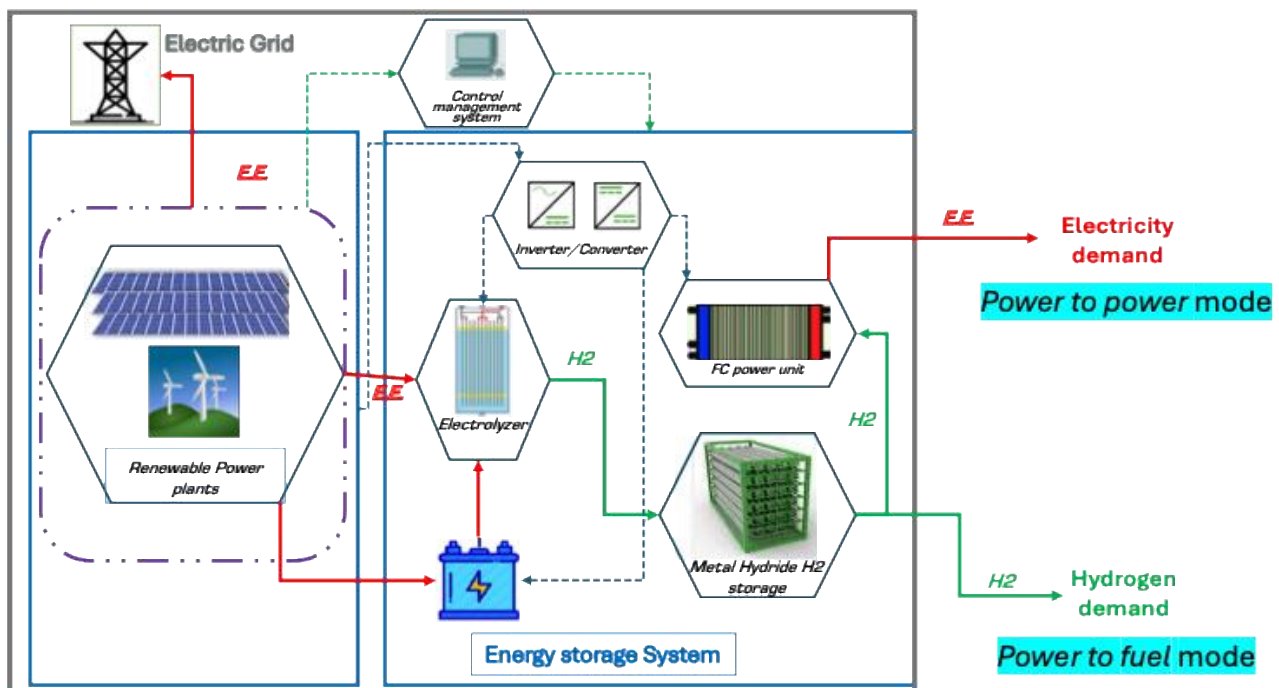 Electric Grid
Control
management
system
E.E
Inverter/Converter
E.E
Electricity
demand
Power to power mode
FC power unit
H2
E.E
Electrolyzer
H2
Renewable Power
plants
Metal Hydride H2
storage
H2
Hydrogen
demand
Energy storage System
Power to fuel mode